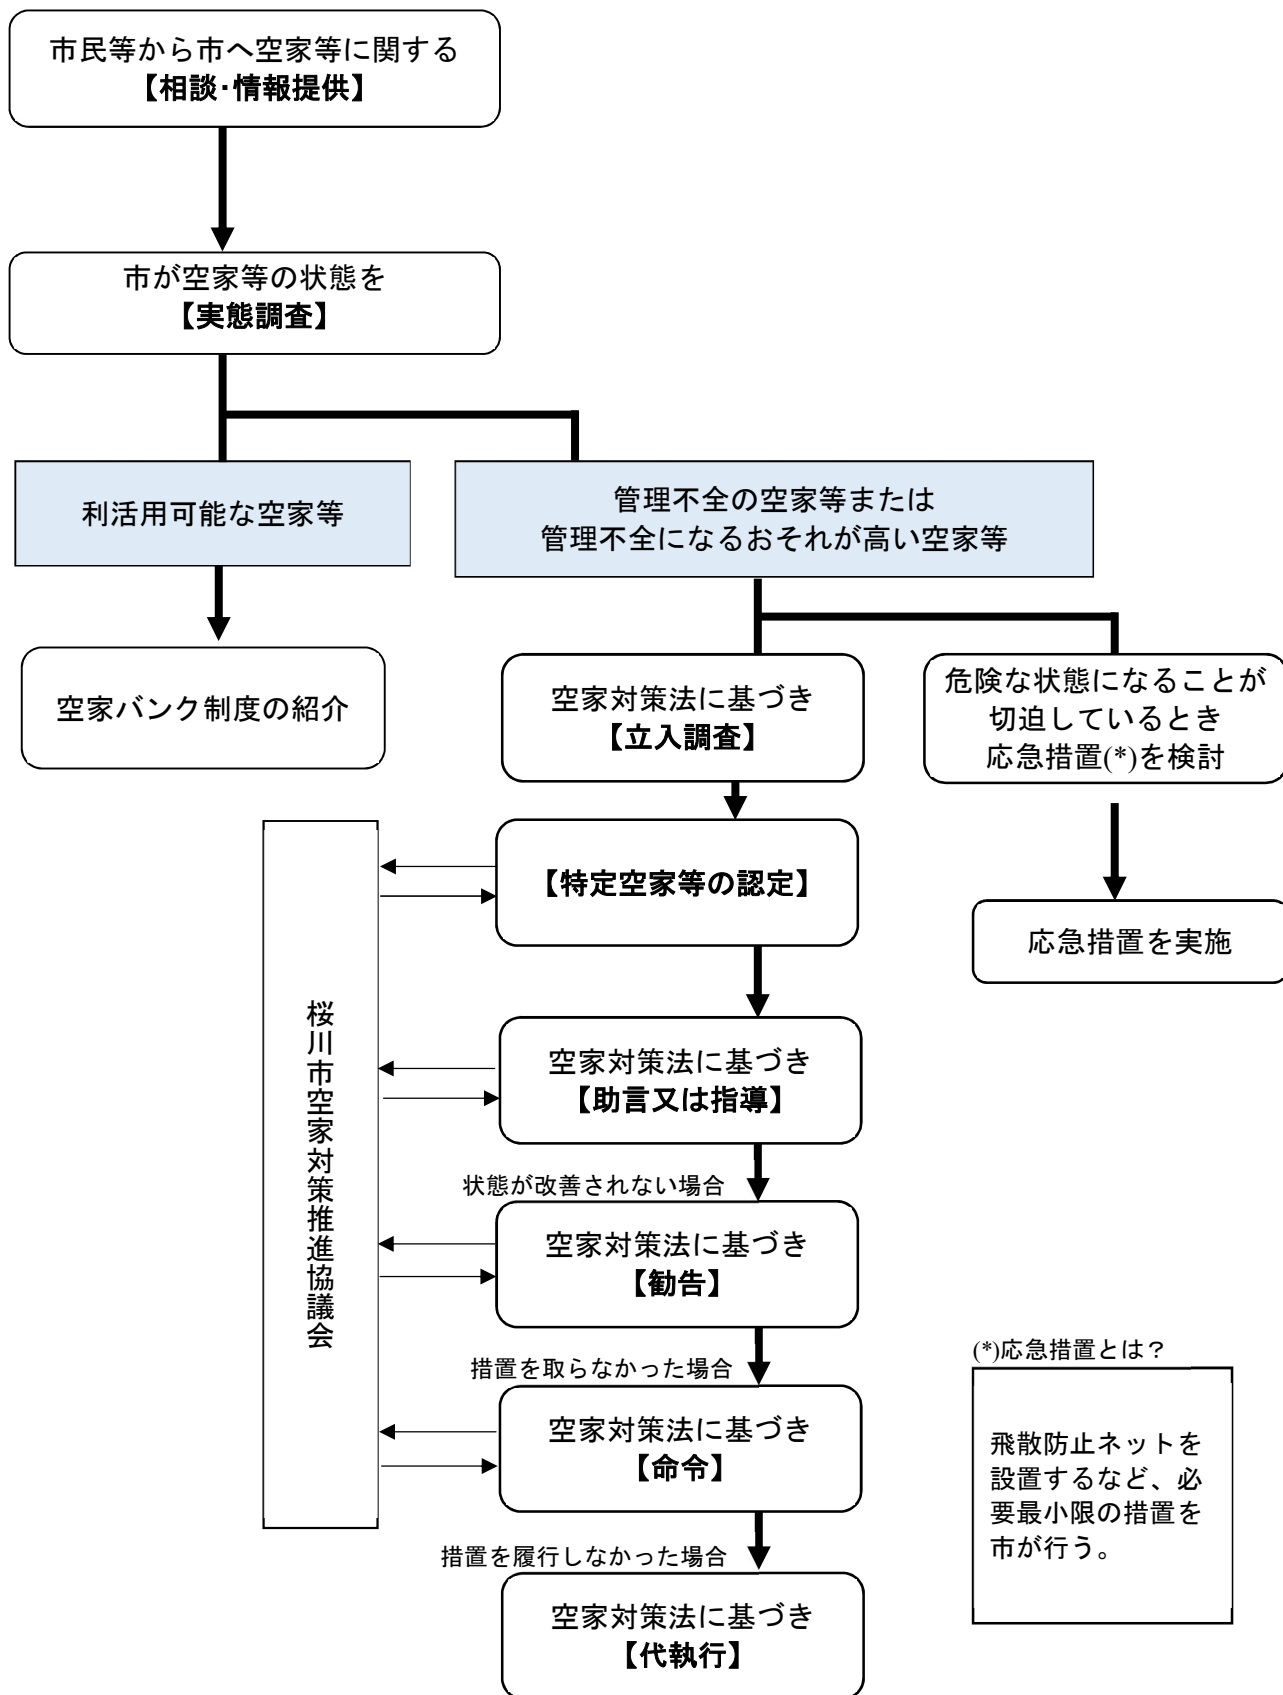 市民等から市へ空家等に関する
【相談・情報提供】
市が空家等の状態を
【実態調査】
利活用可能な空家等
管理不全の空家等または
管理不全になるおそれが高い空家等
空家バンク制度の紹介
空家対策法に基づき
【立入調査】
危険な状態になることが
切迫しているとき
応急措置(*)を検討
【特定空家等の認定】
応急措置を実施
桜川市空家対策推進協議会
空家対策法に基づき
【助言又は指導】
状態が改善されない場合
空家対策法に基づき
【勧告】
措置を取らなかった場合
空家対策法に基づき
【命令】
措置を履行しなかった場合
空家対策法に基づき
【代執行】
(*)応急措置とは？
飛散防止ネットを
設置するなど、必
要最小限の措置を
市が行う。